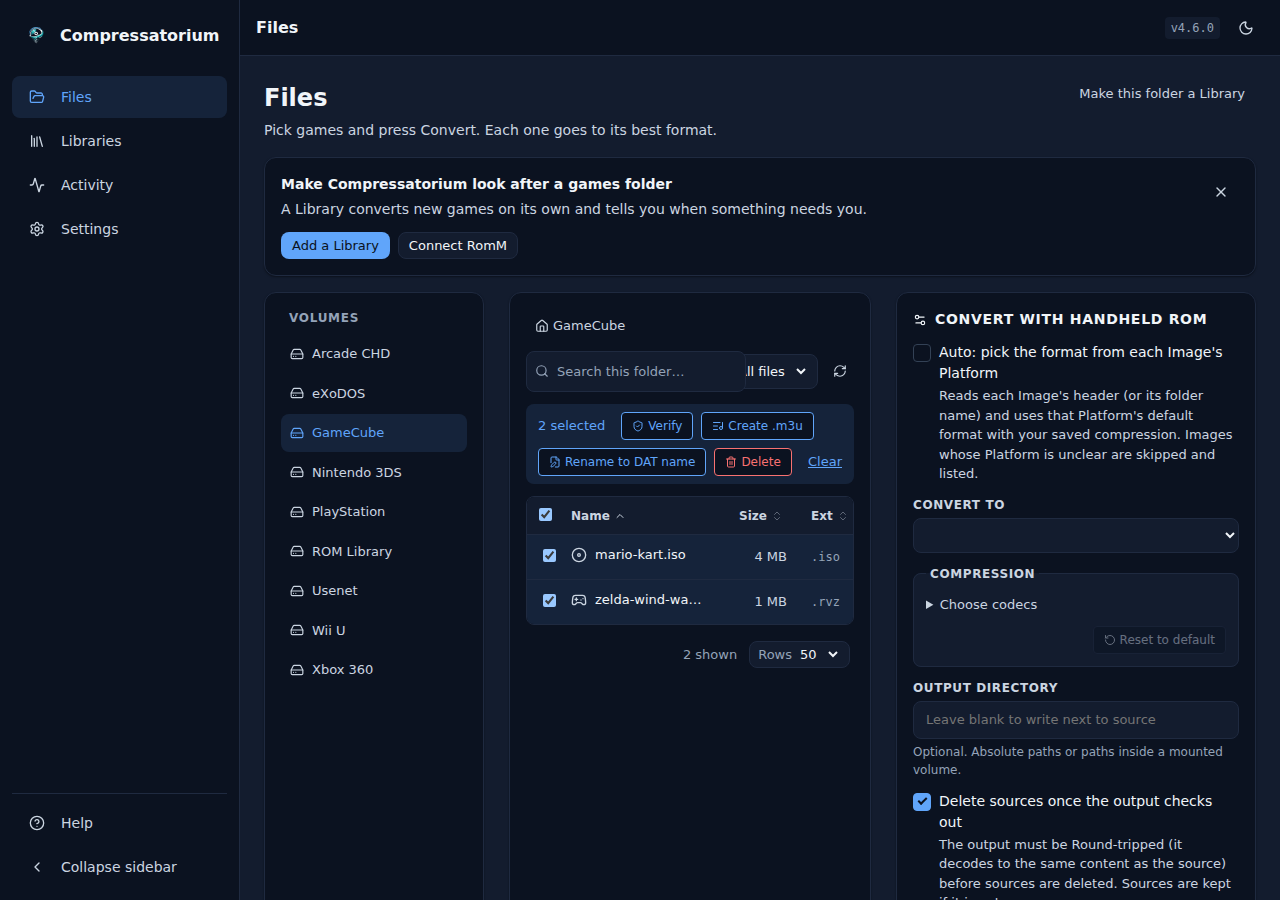 Compressatorium
Files
Libraries
Activity
Settings
Help
Collapse sidebar
Files
v4.6.0
Files
Make this folder a Library
Pick games and press Convert. Each one goes to its best format.
Make Compressatorium look after a games folder
A Library converts new games on its own and tells you when something needs you.
Add a Library
Connect RomM
VOLUMES
Arcade CHD
eXoDOS
GameCube
Nintendo 3DS
PlayStation
ROM Library
Usenet
Wii U
Xbox 360
GameCube
Search this folder…
ll files
2 selected
Verify
Create .m3u
Rename to DAT name
Delete
Clear
Name
Size
Ext
mario-kart.iso
4 MB
.iso
zelda-wind-wa…
1 MB
.rvz
2 shown
Rows 50
CONVERT WITH HANDHELD ROM
Auto: pick the format from each Image's
Platform
Reads each Image's header (or its folder
name) and uses that Platform's default
format with your saved compression. Images
whose Platform is unclear are skipped and
listed.
CONVERT TO
COMPRESSION
Choose codecs
Reset to default
OUTPUT DIRECTORY
Leave blank to write next to source
Optional. Absolute paths or paths inside a mounted
volume.
Delete sources once the output checks
out
The output must be Round-tripped (it
decodes to the same content as the source)
before sources are deleted. Sources are kept